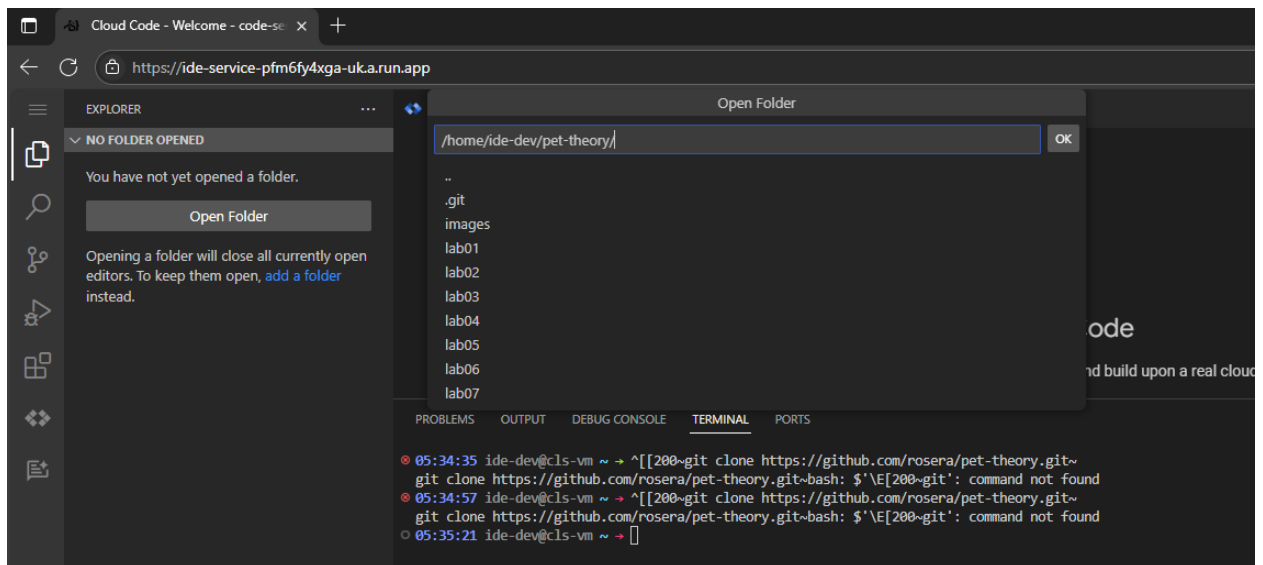 Cloud Code - Welcome - code-se
https://ide-service-pfm6fy4xga-uk.a.run.app
EXPLORER
NO FOLDER OPENED
You have not yet opened a folder.
Open Folder
Opening a folder will close all currently open
editors. To keep them open, add a folder
instead.
Open Folder
/home/ide-dev/pet-theory/
OK
..
.git
images
lab01
lab02
lab03
lab04
lab05
lab06
lab07
ode
nd build upon a real cloud
PROBLEMS OUTPUT DEBUG CONSOLE TERMINAL PORTS
05:34:35 ide-dev@cls-vm ~ → ^[[200~git clone https://github.com/rosera/pet-theory.git~
git clone https://github.com/rosera/pet-theory.git~bash: $'\E[200~git': command not found
05:34:57 ide-dev@cls-vm ~ → ^[[200~git clone https://github.com/rosera/pet-theory.git~
git clone https://github.com/rosera/pet-theory.git~bash: $'\E[200~git': command not found
05:35:21 ide-dev@cls-vm ~ →